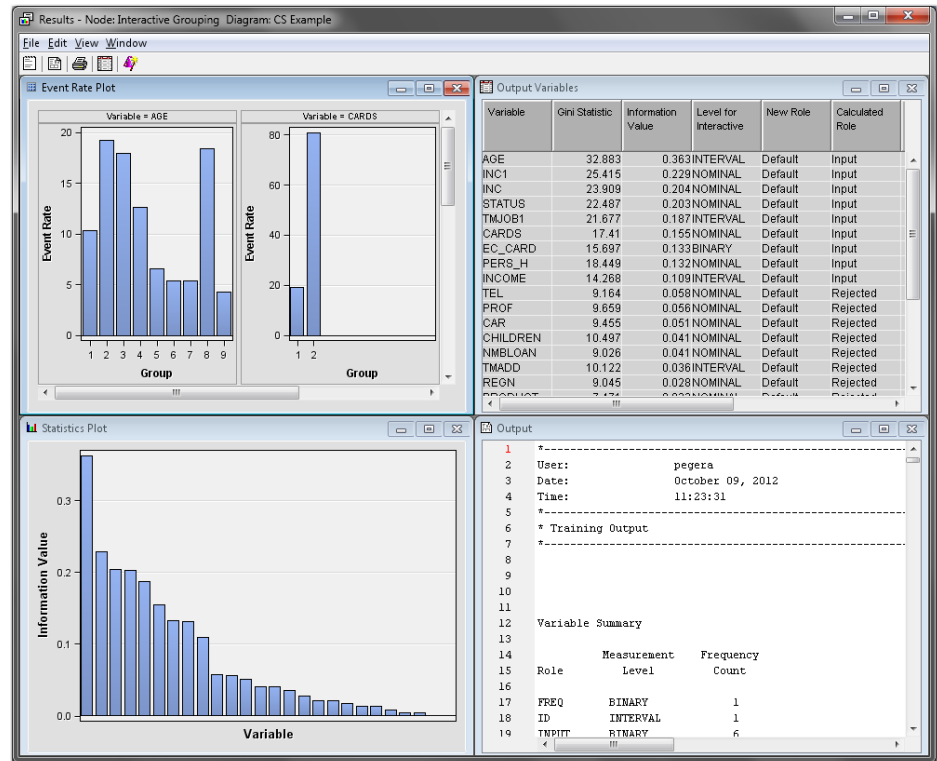 Results - Node: Interactive Grouping Diagram: CS Example
File Edit View Window
Event Rate Plot
Variable = AGE
Variable = CARDS
Event Rate
20
15
10
5
0
1 2 3 4 5 6 7 8 9
Group
Event Rate
80
60
40
20
0
1 2
Group
Output Variables
Variable Gini Statistic Information Value Level for Interactive New Role Calculated Role
AGE 32.883 0.363 INTERVAL Default Input
INC1 25.415 0.229 NOMINAL Default Input
INC 23.909 0.204 NOMINAL Default Input
STATUS 22.487 0.203 NOMINAL Default Input
TMJOB1 21.677 0.187 INTERVAL Default Input
CARDS 17.41 0.155 NOMINAL Default Input
EC_CARD 15.697 0.133 BINARY Default Input
PERS_H 18.449 0.132 NOMINAL Default Input
INCOME 14.268 0.109 INTERVAL Default Input
TEL 9.164 0.058 NOMINAL Default Rejected
PROF 9.659 0.056 NOMINAL Default Rejected
CAR 9.455 0.051 NOMINAL Default Rejected
CHILDREN 10.497 0.041 NOMINAL Default Rejected
NMBLOAN 9.026 0.041 NOMINAL Default Rejected
TMADD 10.122 0.036 INTERVAL Default Rejected
REGN 9.045 0.028 NOMINAL Default Rejected
Statistics Plot
Information Value
0.3
0.2
0.1
0.0
Variable
Output
1 *------------------------------------------------------------
2 User: pegera
3 Date: October 09, 2012
4 Time: 11:23:31
5 *------------------------------------------------------------
6 * Training Output
7 *------------------------------------------------------------
8
9
10
11
12 Variable Summary
13
14 Measurement Frequency
15 Role Level Count
16
17 FREQ BINARY 1
18 ID INTERVAL 1
19 INPUT BINARY 6